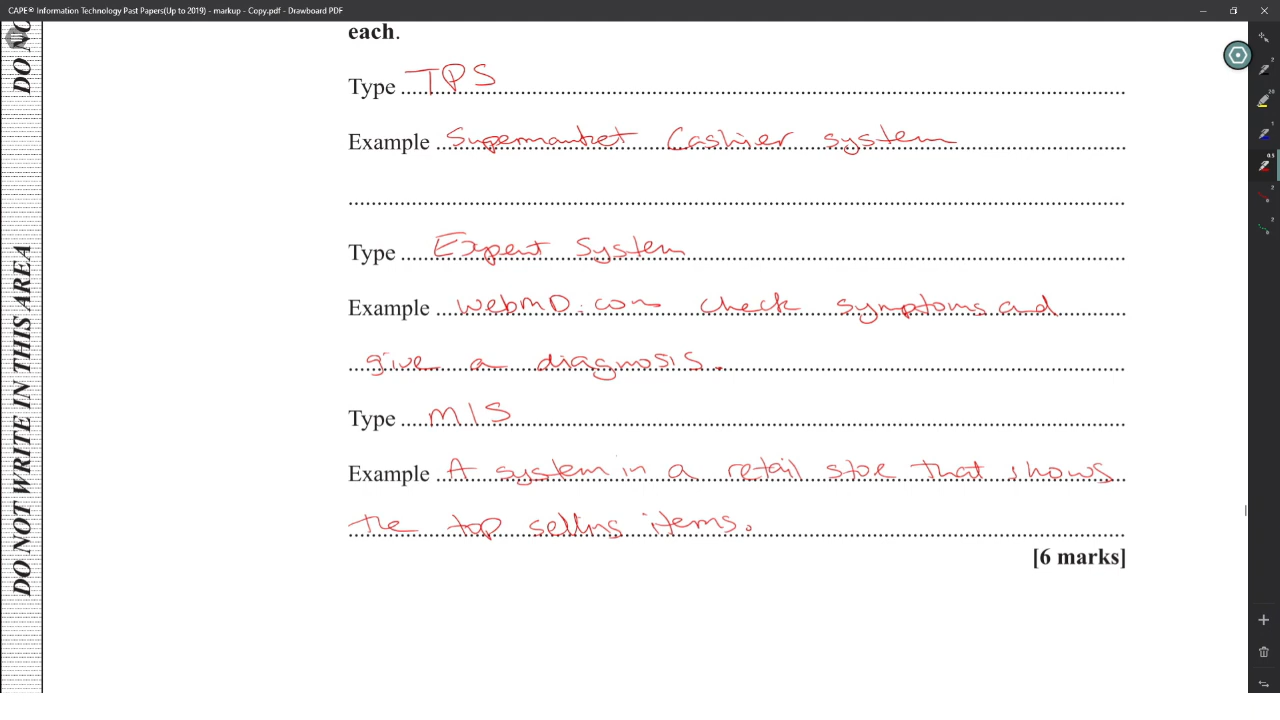 CAPE® Information Technology Past Papers(Up to 2019) - markup - Copy.pdf - Drawboard PDF
each.
Type TPS
Example Supermarket Cashier system
Type Expert System
Example WebMD.com check symptoms and
give a diagnosis.
Type MIS
Example A system in a retail store that shows
the top selling items.
[6 marks]
DO NOT WRITE IN THIS AREA
DO NO